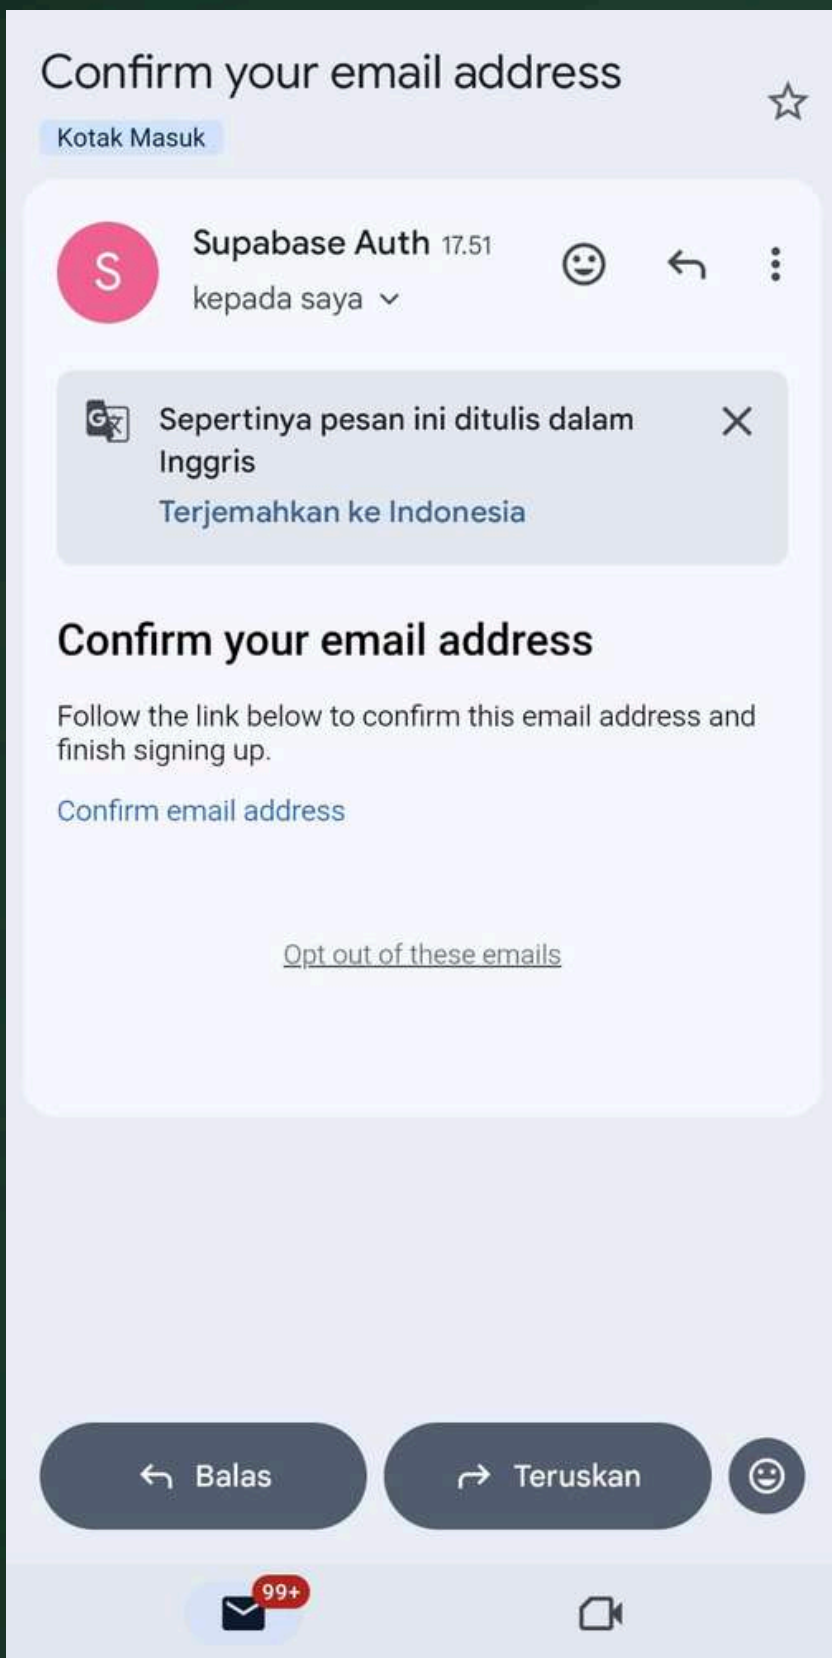 Confirm your email address
Kotak Masuk
S
Supabase Auth 17.51
kepada saya
G文
Sepertinya pesan ini ditulis dalam
Inggris
Terjemahkan ke Indonesia
Confirm your email address
Follow the link below to confirm this email address and
finish signing up.
Confirm email address
Opt out of these emails
Balas
Teruskan
99+